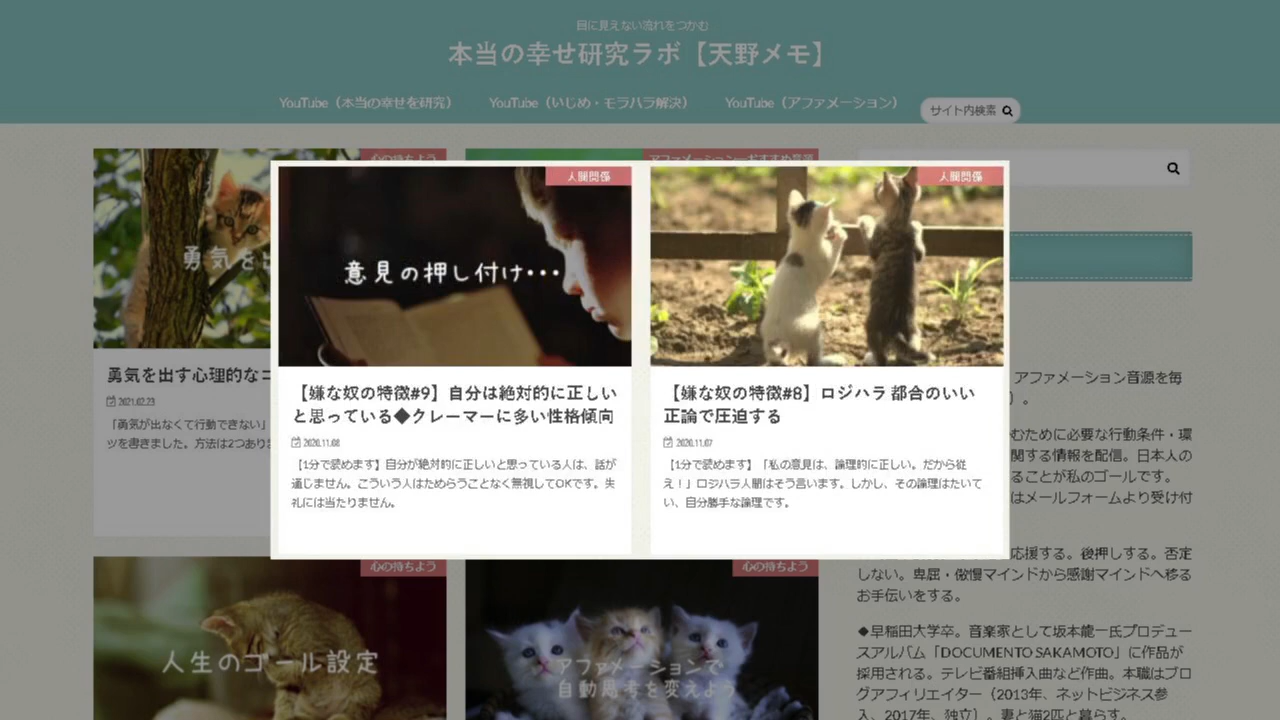 目に見えない流れをつかむ
本当の幸せ研究ラボ【天野メモ】
YouTube（本当の幸せを研究） YouTube（いじめ・モラハラ解決） YouTube（アファメーション） サイト内検索
心の持ちよう
勇気を出
勇気を出す心理的なコ
2021.02.23
「勇気が出なくて行動できない」
ツを書きました。方法は2つあり
人間関係
意見の押し付け・・・
【嫌な奴の特徴#9】自分は絶対的に正しい
と思っている◆クレーマーに多い性格傾向
2020.11.08
【1分で読めます】自分が絶対的に正しいと思っている人は、話が
通じません。こういう人はためらうことなく無視してOKです。失
礼には当たりません。
人間関係
【嫌な奴の特徴#8】ロジハラ 都合のいい
正論で圧迫する
2020.11.07
【1分で読めます】「私の意見は、論理的に正しい。だから従
え！」ロジハラ人間はそう言います。しかし、その論理はたいて
い、自分勝手な論理です。
アファメーション音源を毎
）。
むために必要な行動条件・環
関する情報を配信。日本人の
ることが私のゴールです。
はメールフォームより受け付
応援する。後押しする。否定
しない。卑屈・傲慢マインドから感謝マインドへ移る
お手伝いをする。
◆早稲田大学卒。音楽家として坂本龍一氏プロデュー
スアルバム「DOCUMENTO SAKAMOTO」に作品が
採用される。テレビ番組挿入曲など作曲。本職はブロ
グアフィリエイター（2013年、ネットビジネス参
入、2017年、独立）。妻と猫2匹と暮らす。
心の持ちよう
人生のゴール設定
心の持ちよう
アファメーションで
自動思考を変えよう